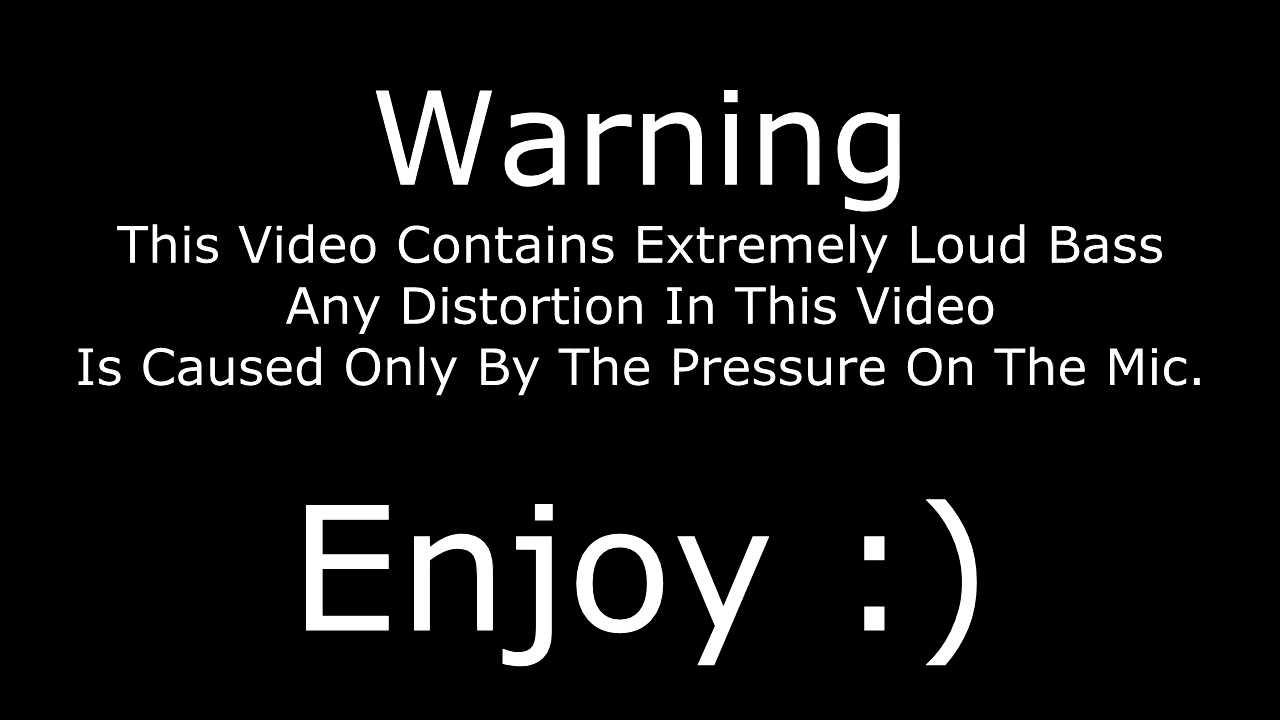 Warning
This Video Contains Extremely Loud Bass
Any Distortion In This Video
Is Caused Only By The Pressure On The Mic.
Enjoy :)